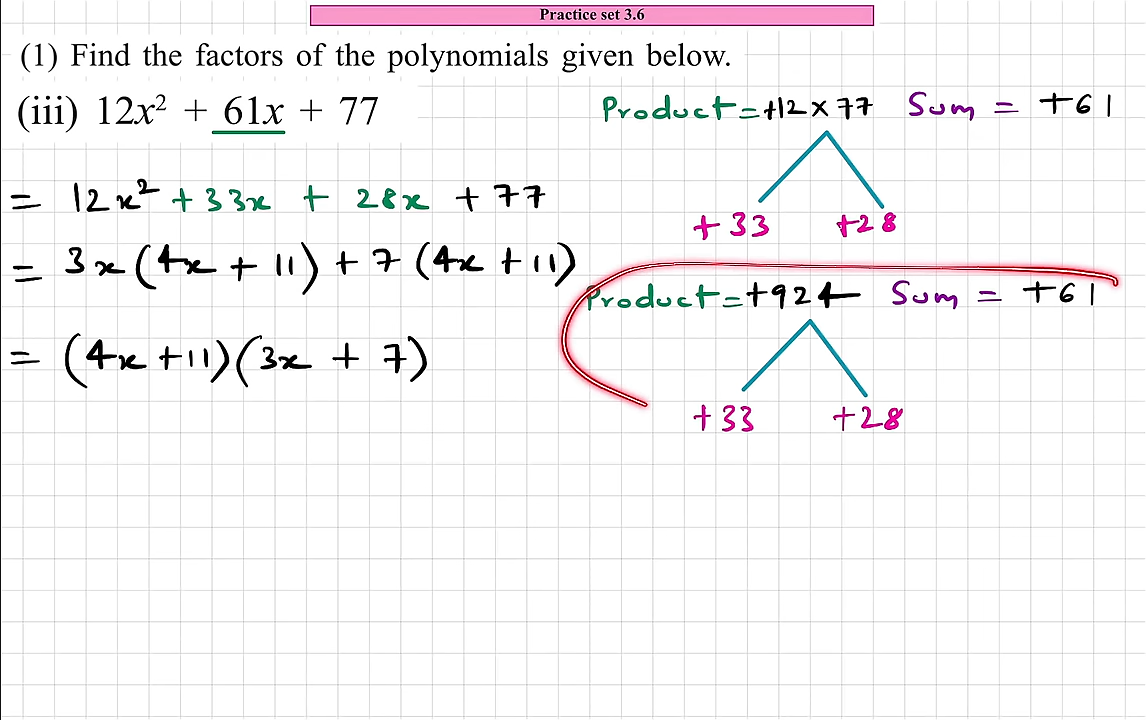 Practice set 3.6
(1) Find the factors of the polynomials given below.
(iii) 12x² + 61x + 77
= 12x² + 33x + 28x + 77
= 3x (4x + 11) + 7 (4x + 11)
= (4x + 11) (3x + 7)
Product = +12 × 77 Sum = +61
+33 +28
Product = +924 Sum = +61
+33 +28